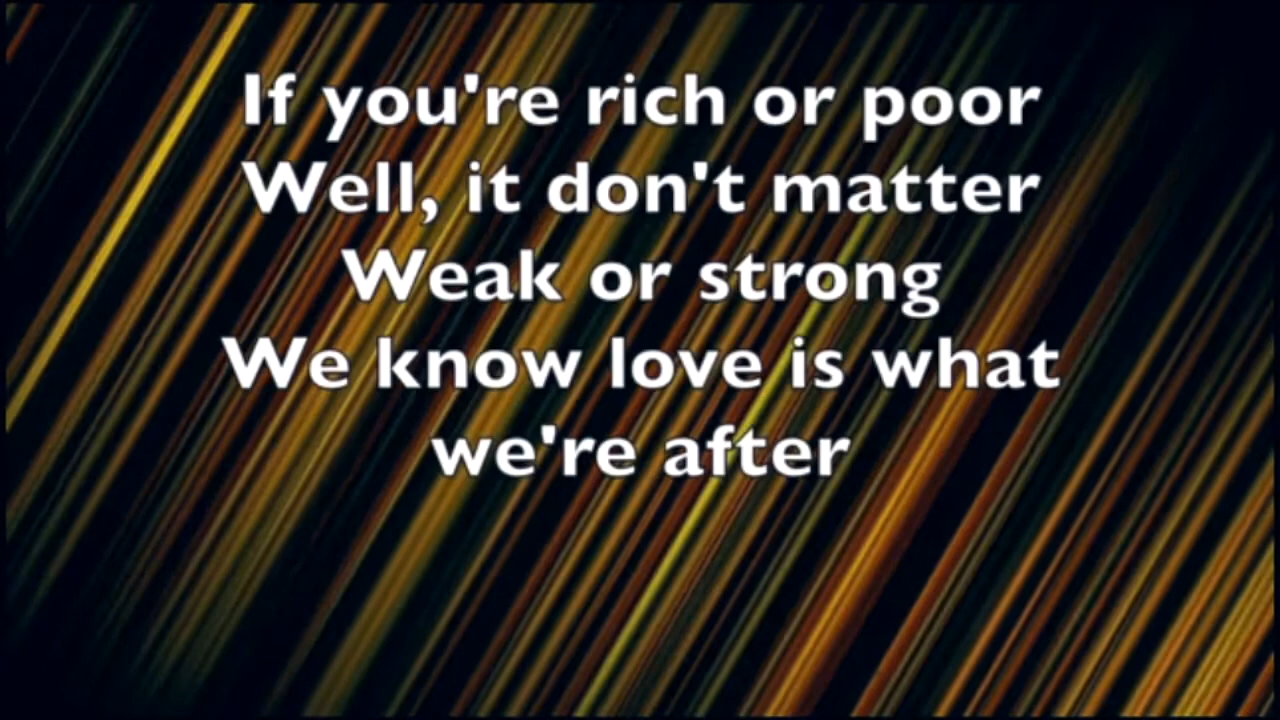 If you're rich or poor
Well, it don't matter
Weak or strong
We know love is what
we're after